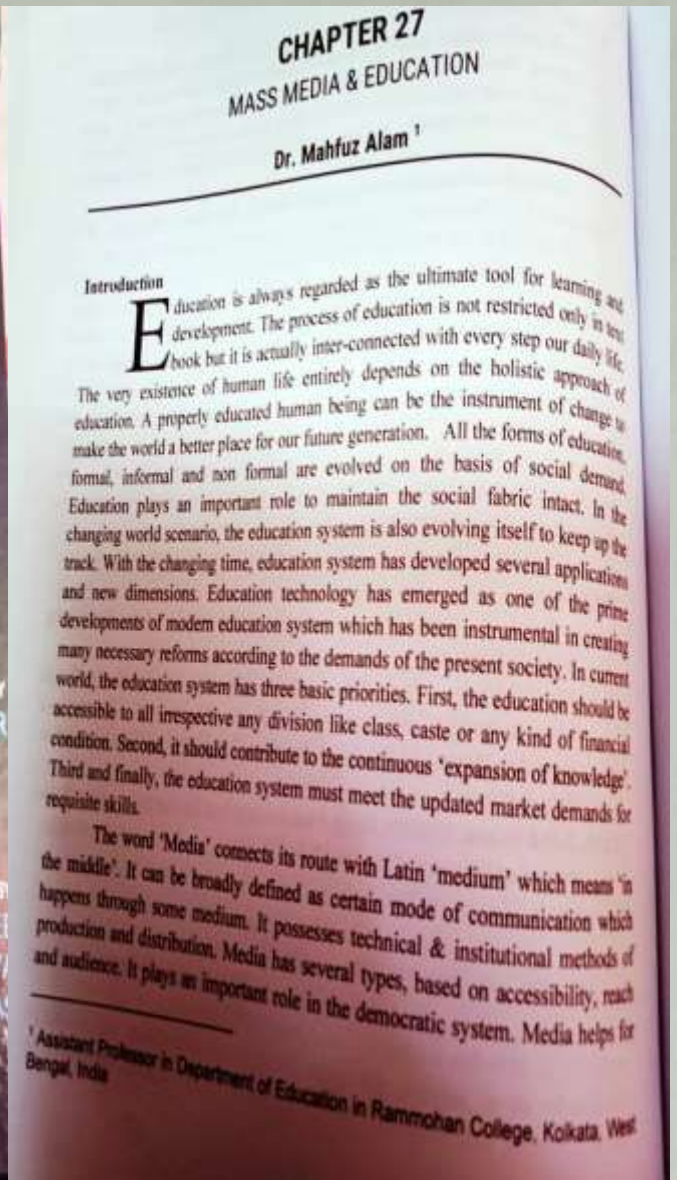 CHAPTER 27
MASS MEDIA & EDUCATION
Dr. Mahfuz Alam ¹
Introduction
Education is always regarded as the ultimate tool for learning and
development. The process of education is not restricted only in text
book but it is actually inter-connected with every step our daily life.
The very existence of human life entirely depends on the holistic approach of
education. A properly educated human being can be the instrument of change to
make the world a better place for our future generation. All the forms of education,
formal, informal and non formal are evolved on the basis of social demand.
Education plays an important role to maintain the social fabric intact. In the
changing world scenario, the education system is also evolving itself to keep up the
track. With the changing time, education system has developed several applications
and new dimensions. Education technology has emerged as one of the prime
developments of modern education system which has been instrumental in creating
many necessary reforms according to the demands of the present society. In current
world, the education system has three basic priorities. First, the education should be
accessible to all irrespective any division like class, caste or any kind of financial
condition. Second, it should contribute to the continuous 'expansion of knowledge'.
Third and finally, the education system must meet the updated market demands for
requisite skills.
The word 'Media' connects its route with Latin 'medium' which means 'in
the middle'. It can be broadly defined as certain mode of communication which
happens through some medium. It possesses technical & institutional methods of
production and distribution. Media has several types, based on accessibility, reach
and audience. It plays an important role in the democratic system. Media helps for
¹ Assistant Professor in Department of Education in Rammohan College, Kolkata, West
Bengal, India